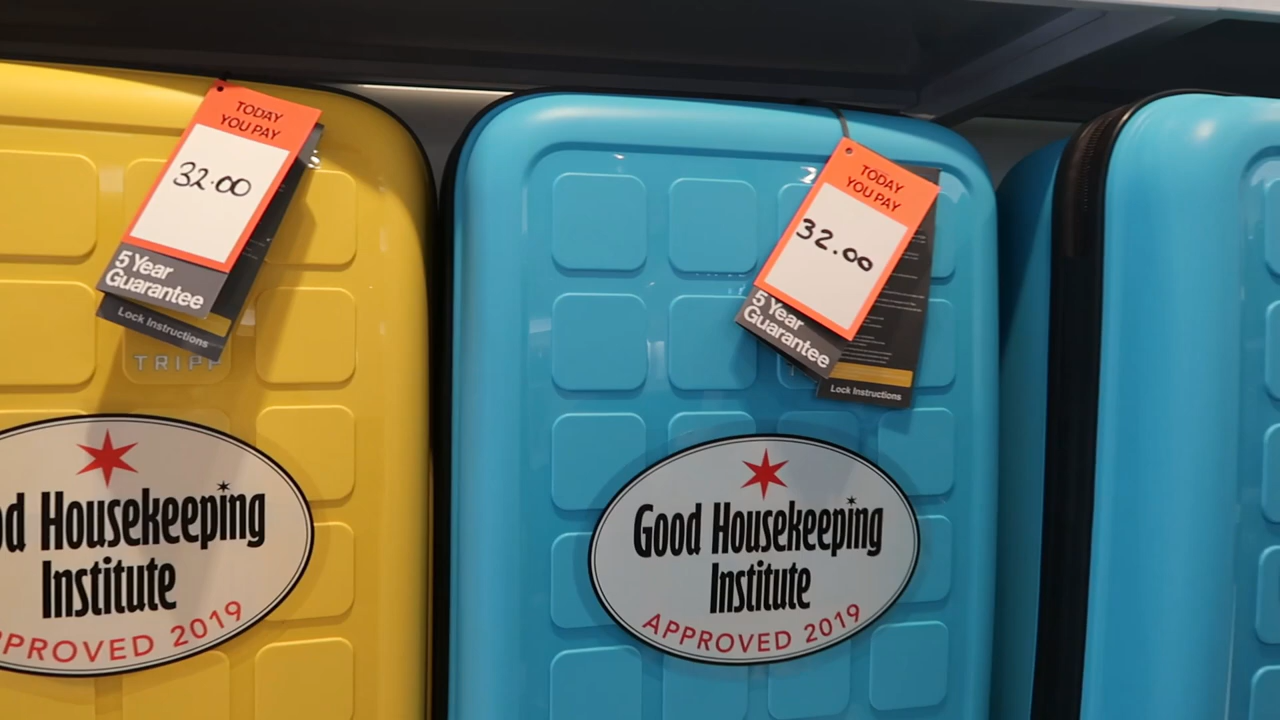 TODAY
YOU PAY
32.00
5 Year
Guarantee
Lock Instructions
TRIPP
Housekeeping
Institute
APPROVED 2019
TODAY
YOU PAY
32.00
5 Year
Guarantee
Lock Instructions
Good Housekeeping
Institute
APPROVED 2019